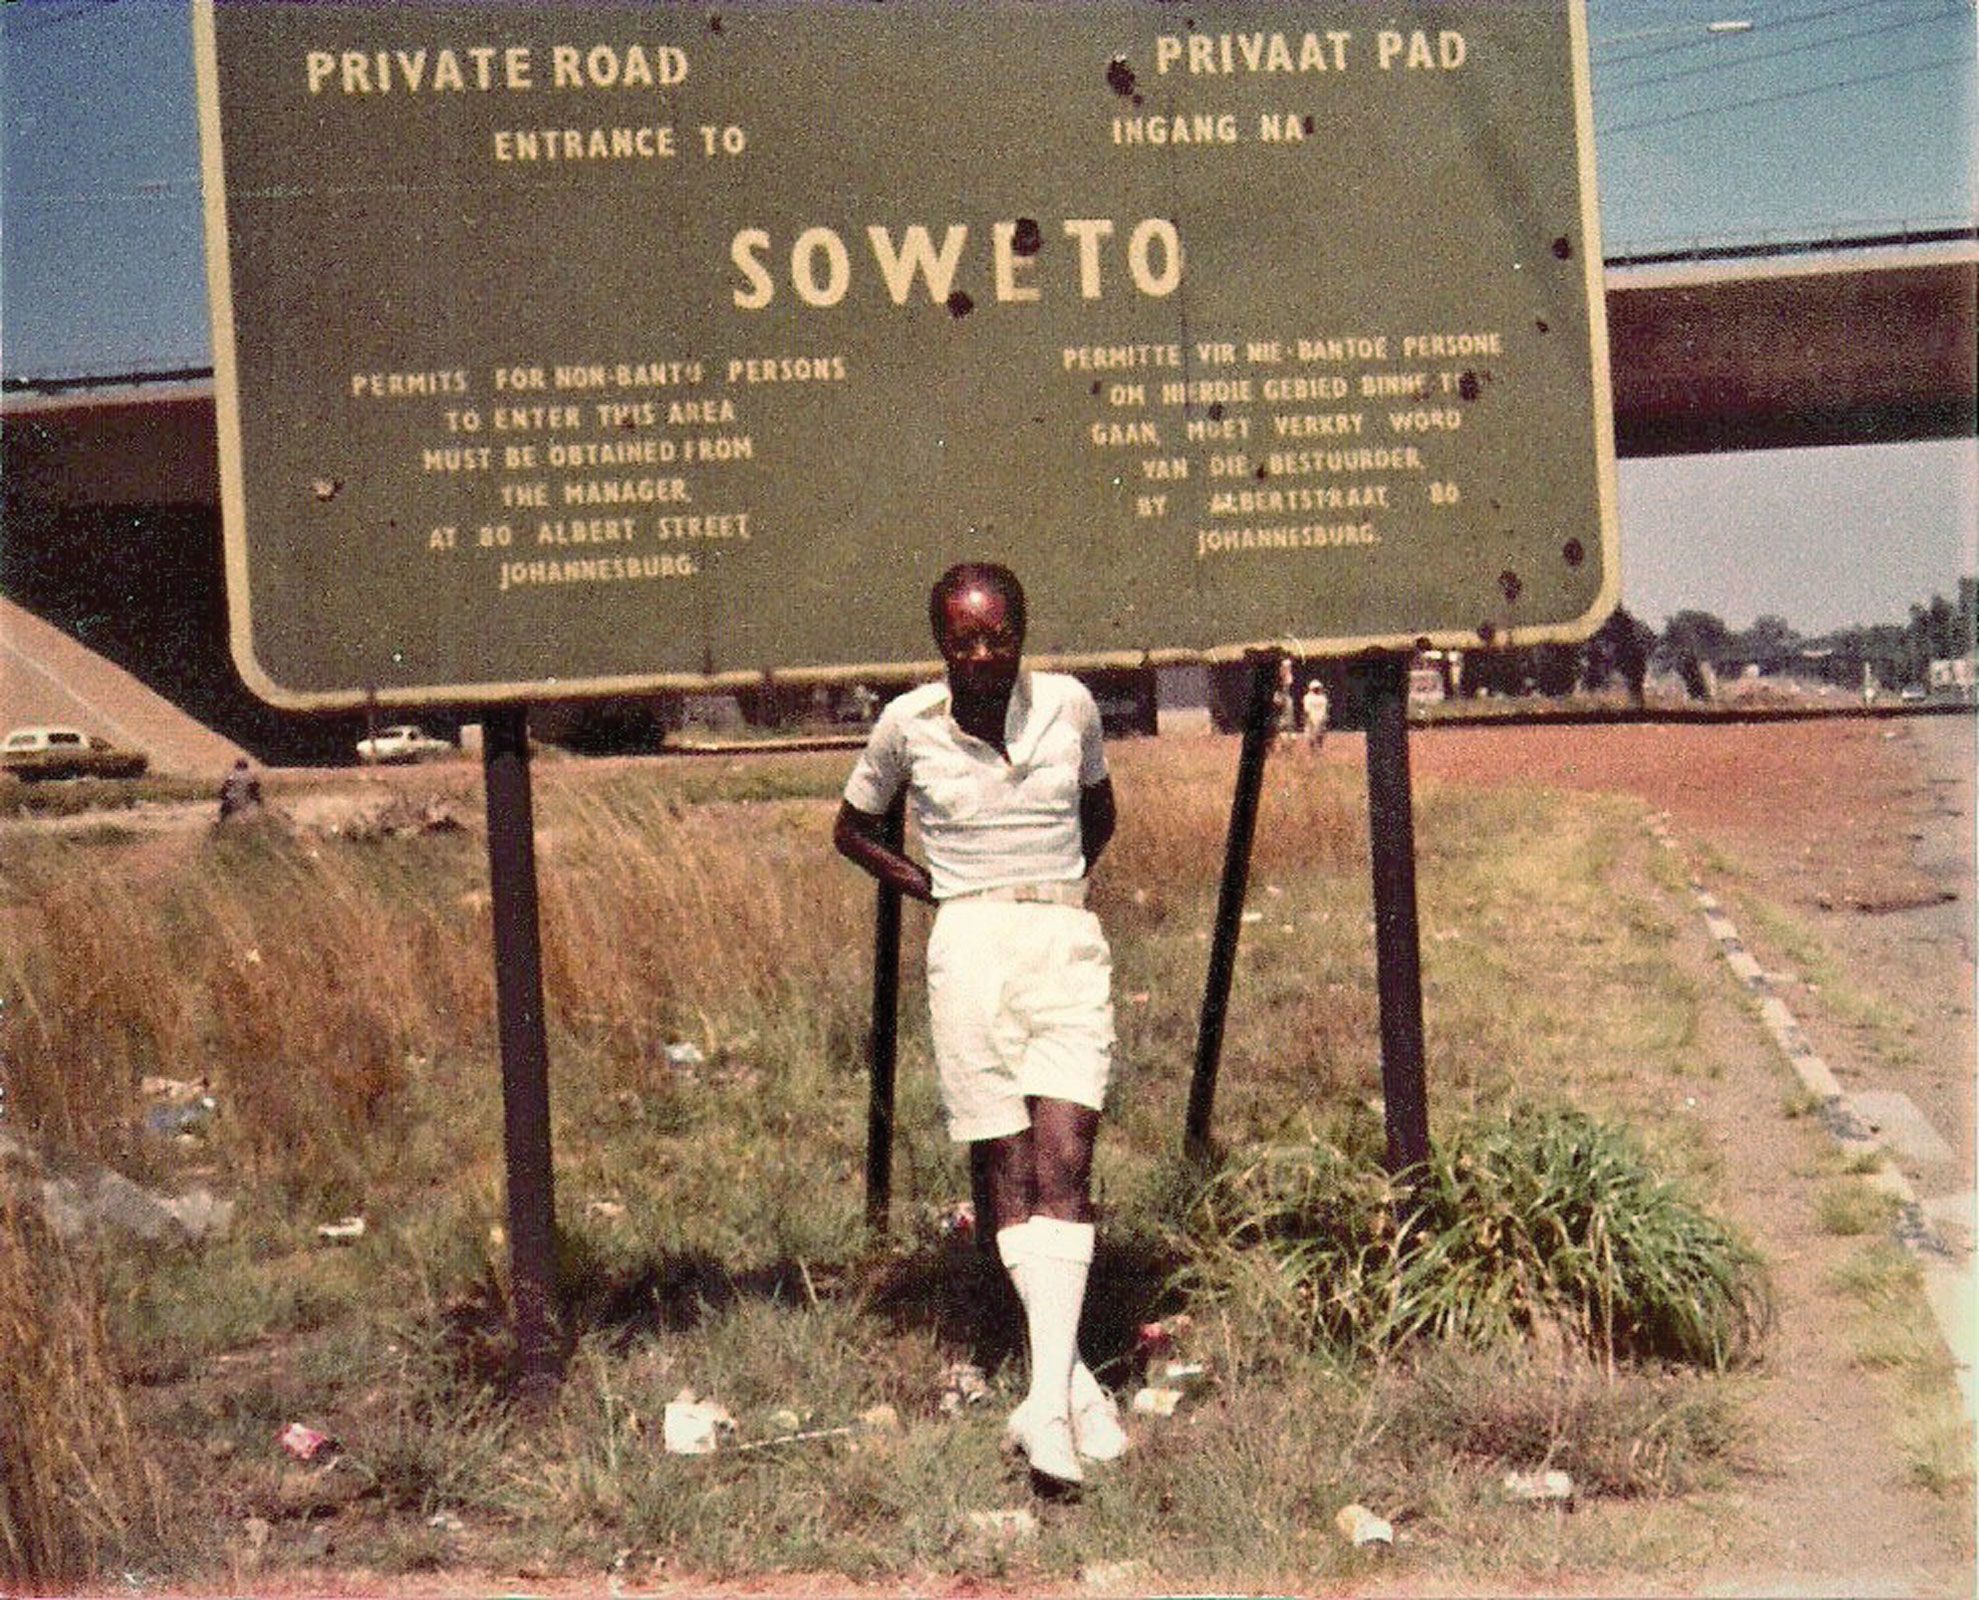 PRIVATE ROAD
ENTRANCE TO
PRIVAAT PAD
INGANG NA
SOWETO
PERMITS FOR NON-BANTU PERSONS
TO ENTER THIS AREA
MUST BE OBTAINED FROM
THE MANAGER,
AT 80 ALBERT STREET,
JOHANNESBURG.
PERMITTE VIR NIE-BANTOE PERSONE
OM HIERDIE GEBIED BINNE TE
GAAN, MOET VERKRY WORD
VAN DIE BESTUURDER,
BY ALBERTSTRAAT, 80
JOHANNESBURG.